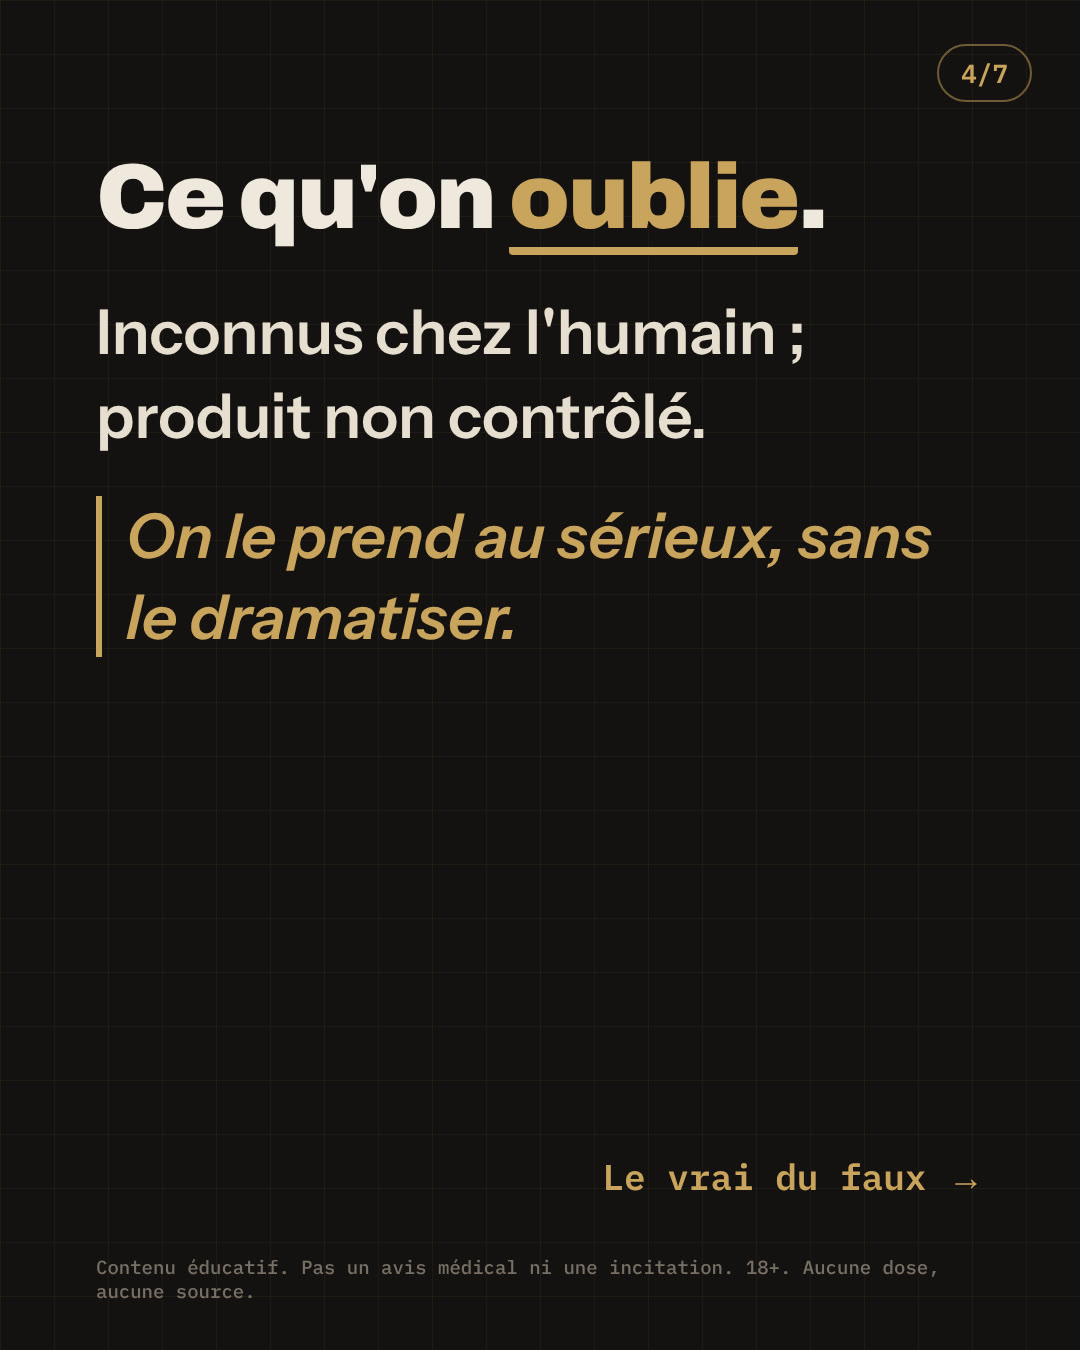 4/7
Ce qu'on oublie.
Inconnus chez l'humain ;
produit non contrôlé.
On le prend au sérieux, sans
le dramatiser.
Le vrai du faux →
Contenu éducatif. Pas un avis médical ni une incitation. 18+. Aucune dose,
aucune source.